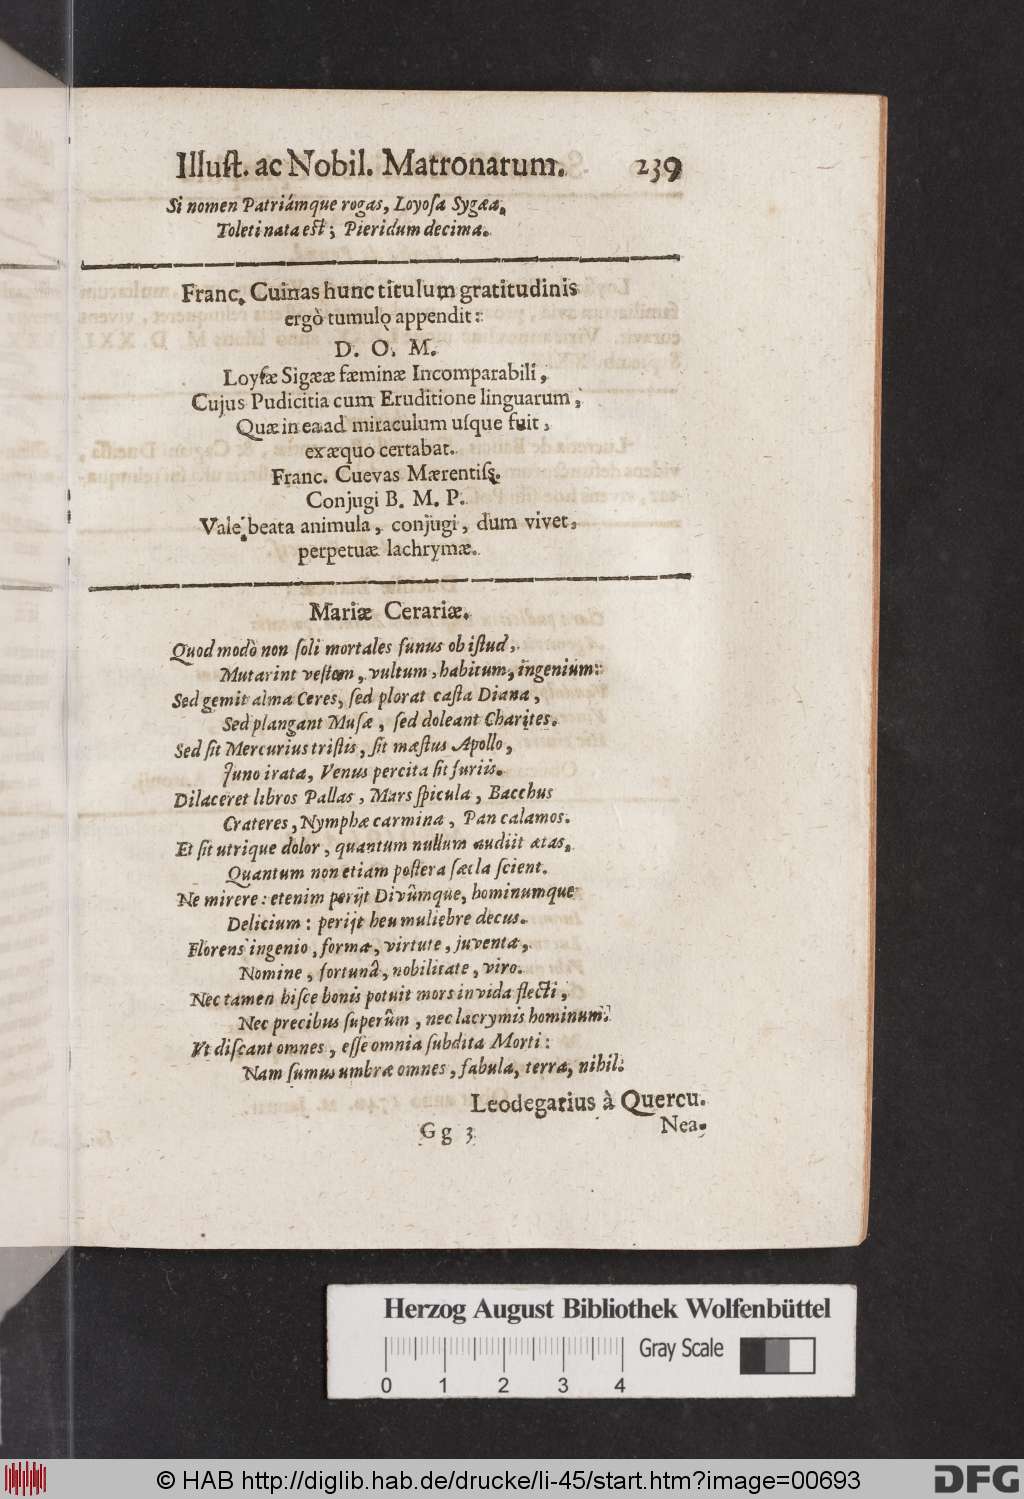 Illuſt. ac Nobil. Matronarum. 239
Si nomen Patriámque rogas, Loyoſa Sygæa,
Toleti nata eſt; Pieridum decima.
Franc. Cuinas hunc titulum gratitudinis
ergò tumulo appendit:
D. O. M.
Loyſæ Sigææ fæminæ Incomparabili,
Cujus Pudicitia cum Eruditione linguarum,
Quæ in ea ad miraculum uſque fuit,
exæquo certabat.
Franc. Cuevas Mærentiſſ.
Conjugi B. M. P.
Vale beata animula, conjugi, dum vivet,
perpetuæ lachrymæ.
Mariæ Cerariæ.
Quod modò non ſoli mortales funus ob iſtud,
Mutarint veſtem, vultum, habitum, ingenium:
Sed gemit alma Ceres, ſed plorat caſta Diana,
Sed plangant Muſæ, ſed doleant Charites.
Sed ſit Mercurius triſtis, ſit mæſtus Apollo,
Juno irata, Venus percita ſit furiis.
Dilaceret libros Pallas, Mars ſpicula, Bacchus
Crateres, Nymphæ carmina, Pan calamos.
Et ſit utrique dolor, quantum nullum audiit ætas,
Quantum non etiam poſtera ſæcla ſcient.
Ne mirere: etenim perijt Divûmque, hominumque
Delicium: perijt heu muliebre decus.
Florens ingenio, forma, virtute, juventa,
Nomine, fortunâ, nobilitate, viro.
Nec tamen hiſce bonis potuit mors invida flecti,
Nec precibus ſuperûm, nec lacrymis hominum.
Vt diſcant omnes, eſſe omnia ſubdita Morti:
Nam ſumus umbræ omnes, fabula, terra, nihil.
Leodegarius à Quercu.
Gg 3 Nea.
Herzog August Bibliothek Wolfenbüttel
Gray Scale
0 1 2 3 4
© HAB http://diglib.hab.de/drucke/li-45/start.htm?image=00693
DFG